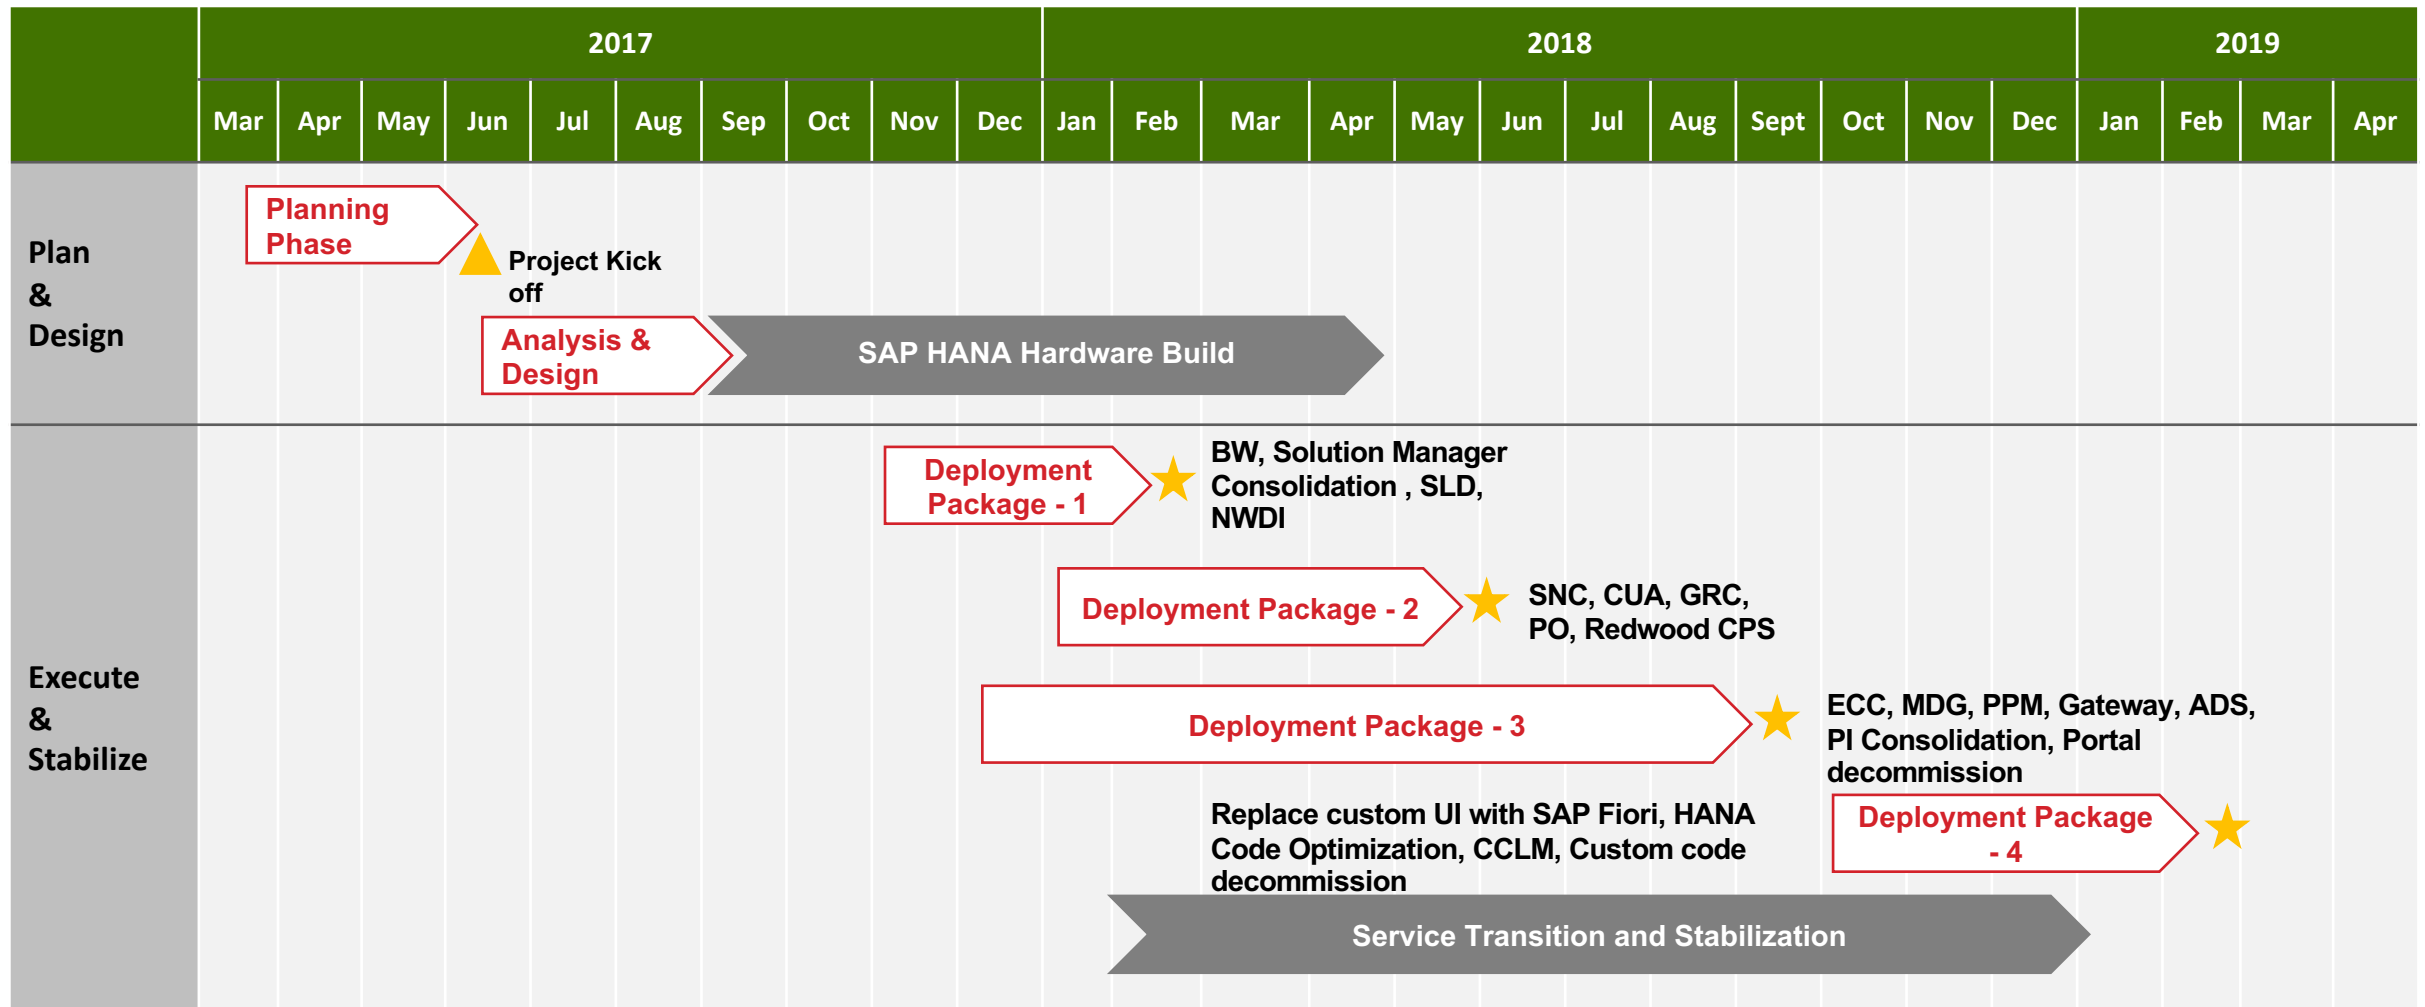 2017
2018
2019
Mar
Apr
May
Jun
Jul
Aug
Sep
Oct
Nov
Dec
Jan
Feb
Mar
Apr
May
Jun
Jul
Aug
Sept
Oct
Nov
Dec
Jan
Feb
Mar
Apr
Plan
&
Design
Planning
Phase
Project Kick
off
Analysis &
Design
SAP HANA Hardware Build
Execute
&
Stabilize
Deployment
Package - 1
BW, Solution Manager
Consolidation , SLD,
NWDI
Deployment Package - 2
SNC, CUA, GRC,
PO, Redwood CPS
Deployment Package - 3
ECC, MDG, PPM, Gateway, ADS,
PI Consolidation, Portal
decommission
Replace custom UI with SAP Fiori, HANA
Code Optimization, CCLM, Custom code
decommission
Deployment Package
- 4
Service Transition and Stabilization